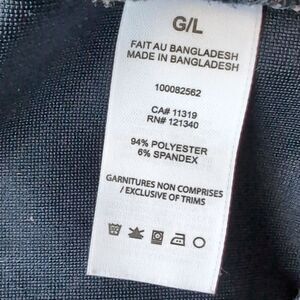 G/L
FAIT AU BANGLADESH
MADE IN BANGLADESH
100082562
CA# 11319
RN# 121340
94% POLYESTER
6% SPANDEX
GARNITURES NON COMPRISES
/ EXCLUSIVE OF TRIMS